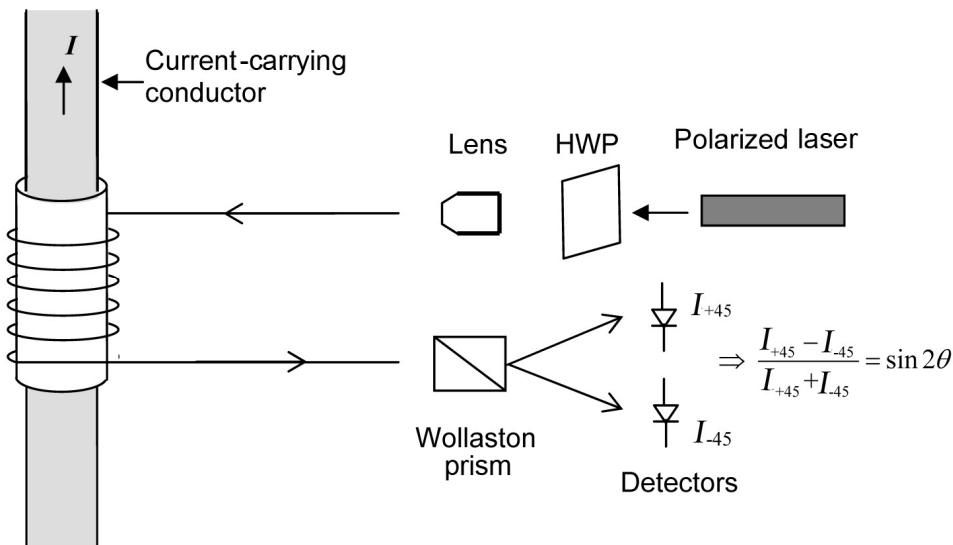 I
Current-carrying
conductor
Lens
HWP
Polarized laser
I+45
⇒ (I+45 − I-45)/(I+45 + I-45) = sin 2θ
I-45
Wollaston
prism
Detectors